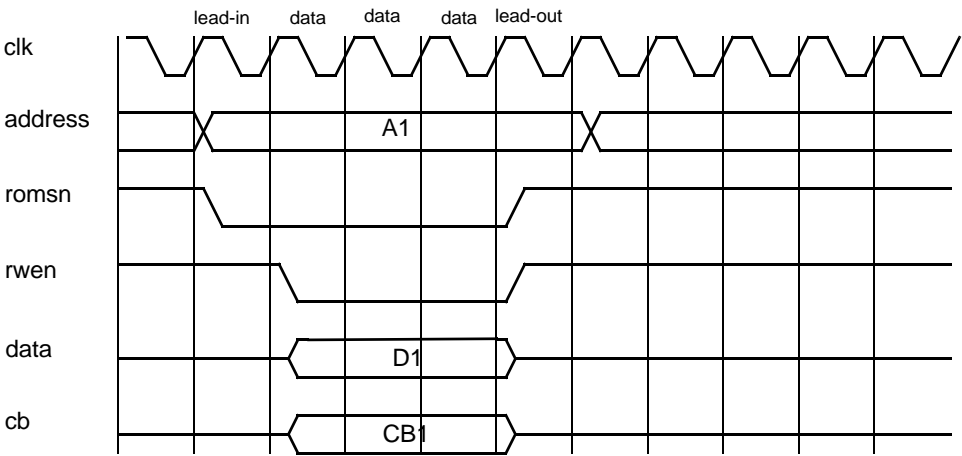 lead-in data data data lead-out
clk
address A1
romsn
rwen
data D1
cb CB1